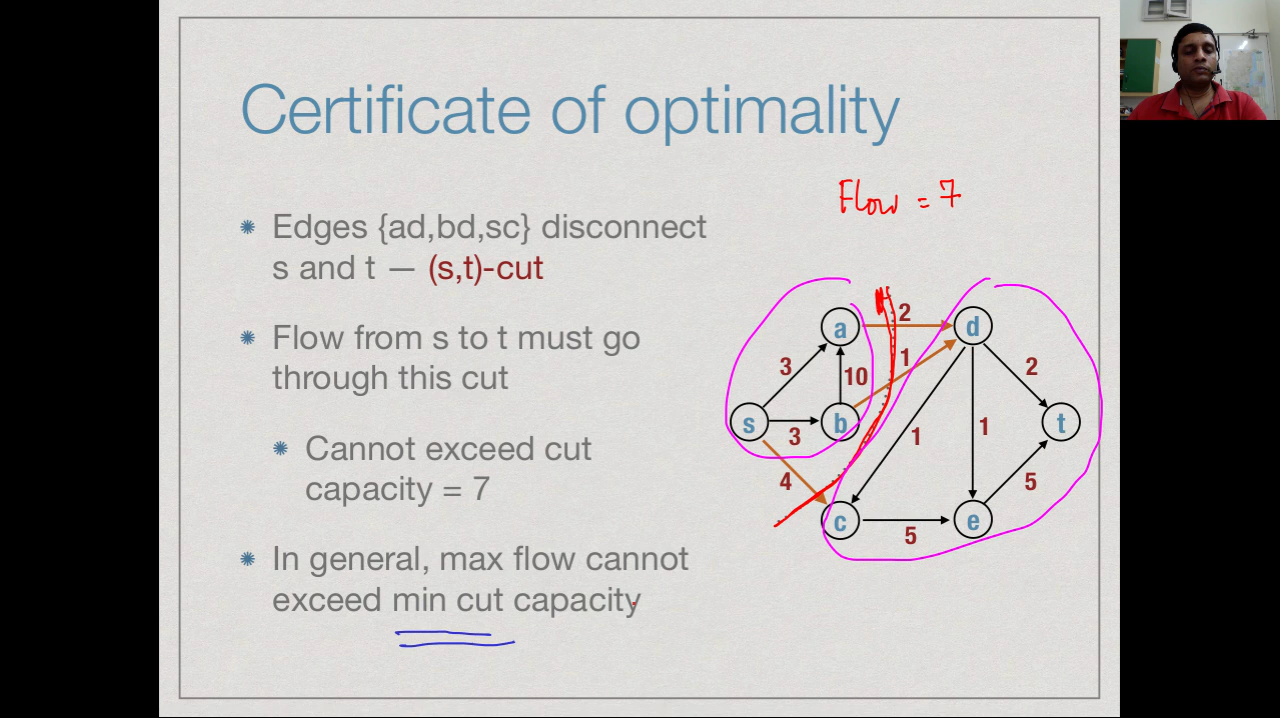 Certificate of optimality
Flow = 7
Edges {ad,bd,sc} disconnect
s and t — (s,t)-cut
Flow from s to t must go
through this cut
Cannot exceed cut
capacity = 7
In general, max flow cannot
exceed min cut capacity
2
a
d
3
10
1
2
s
b
t
3
1
1
4
5
c
e
5